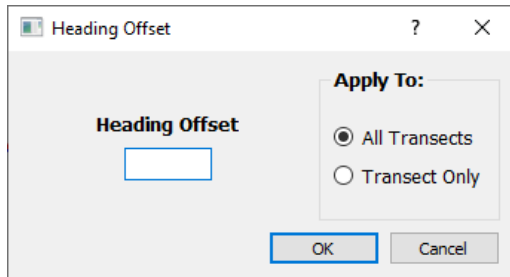 Heading Offset
?
Apply To:
Heading Offset
All Transects
Transect Only
OK
Cancel